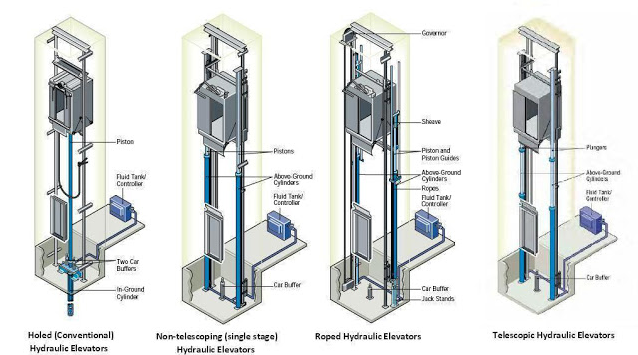 Piston
Fluid Tank/
Controller
Two Car
Buffers
In-Ground
Cylinder
Holed (Conventional)
Hydraulic Elevators
Pistons
Above-Ground
Cylinders
Fluid Tank/
Controller
Car Buffer
Non-telescoping (single stage)
Hydraulic Elevators
Governor
Sheave
Piston and
Piston Guides
Above-Ground
Cylinders
Ropes
Fluid Tank/
Controller
Car Buffer
Jack Stands
Roped Hydraulic Elevators
Plungers
Above-Ground
Cylinders
Fluid Tank/
Controller
Car Buffer
Telescopic Hydraulic Elevators